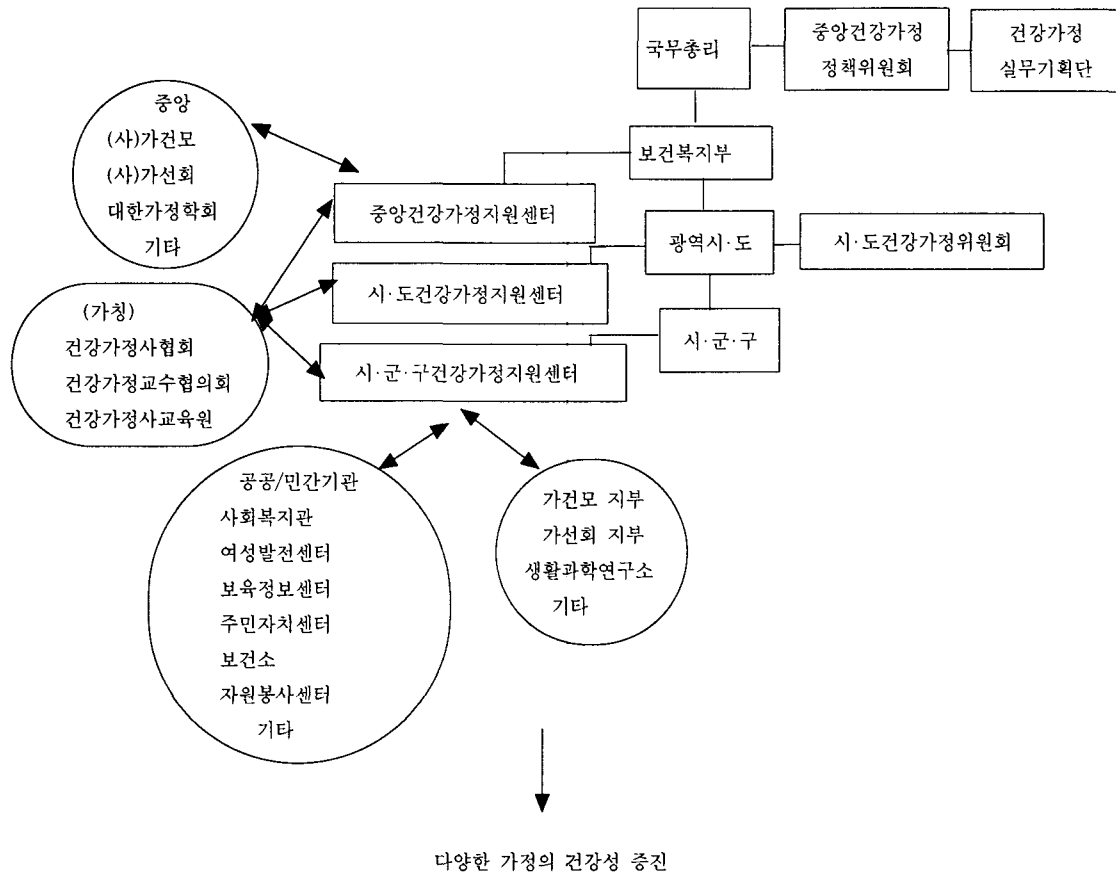 국무총리
중앙건강가정
정책위원회
건강가정
실무기획단
보건복지부
중앙
(사)가건모
(사)가선회
대한가정학회
기타
중앙건강가정지원센터
광역시·도
시·도건강가정위원회
시·도건강가정지원센터
(가칭)
건강가정사협회
건강가정교수협의회
건강가정사교육원
시·군·구
시·군·구건강가정지원센터
공공/민간기관
사회복지관
여성발전센터
보육정보센터
주민자치센터
보건소
자원봉사센터
기타
가건모 지부
가선회 지부
생활과학연구소
기타
다양한 가정의 건강성 증진